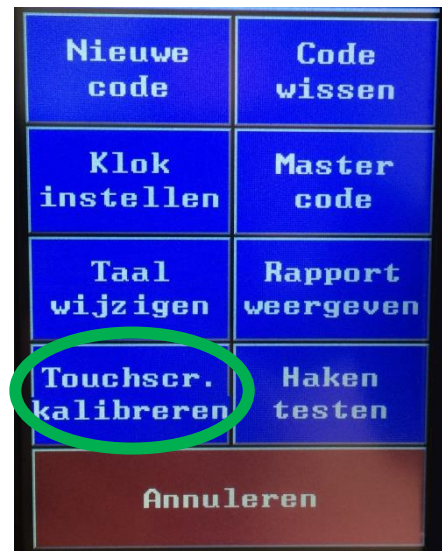 Nieuwe
code
Code
wissen
Klok
instellen
Master
code
Taal
wijzigen
Rapport
weergeven
Touchscr.
kalibreren
Haken
testen
Annuleren